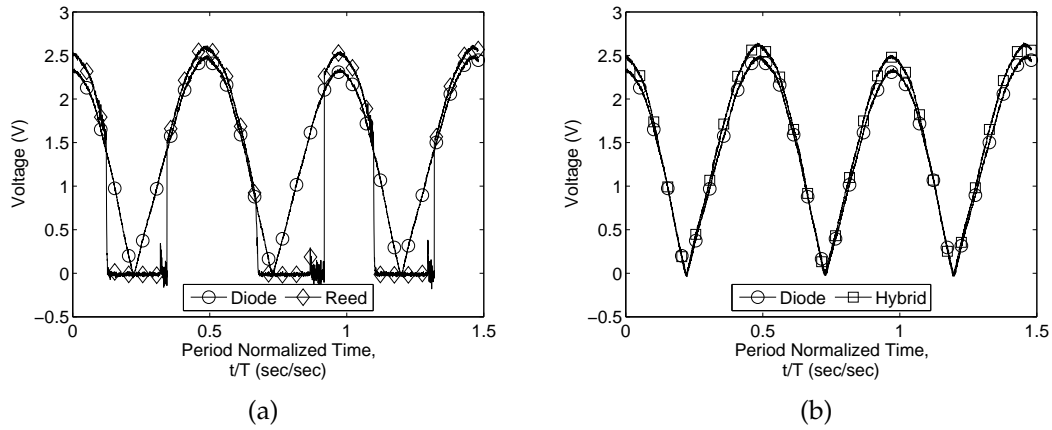 3
2.5
2
1.5
1
0.5
0
−0.5
Voltage (V)
0 0.5 1 1.5
Period Normalized Time,
t/T (sec/sec)
Diode Reed
(a)
3
2.5
2
1.5
1
0.5
0
−0.5
Voltage (V)
0 0.5 1 1.5
Period Normalized Time,
t/T (sec/sec)
Diode Hybrid
(b)